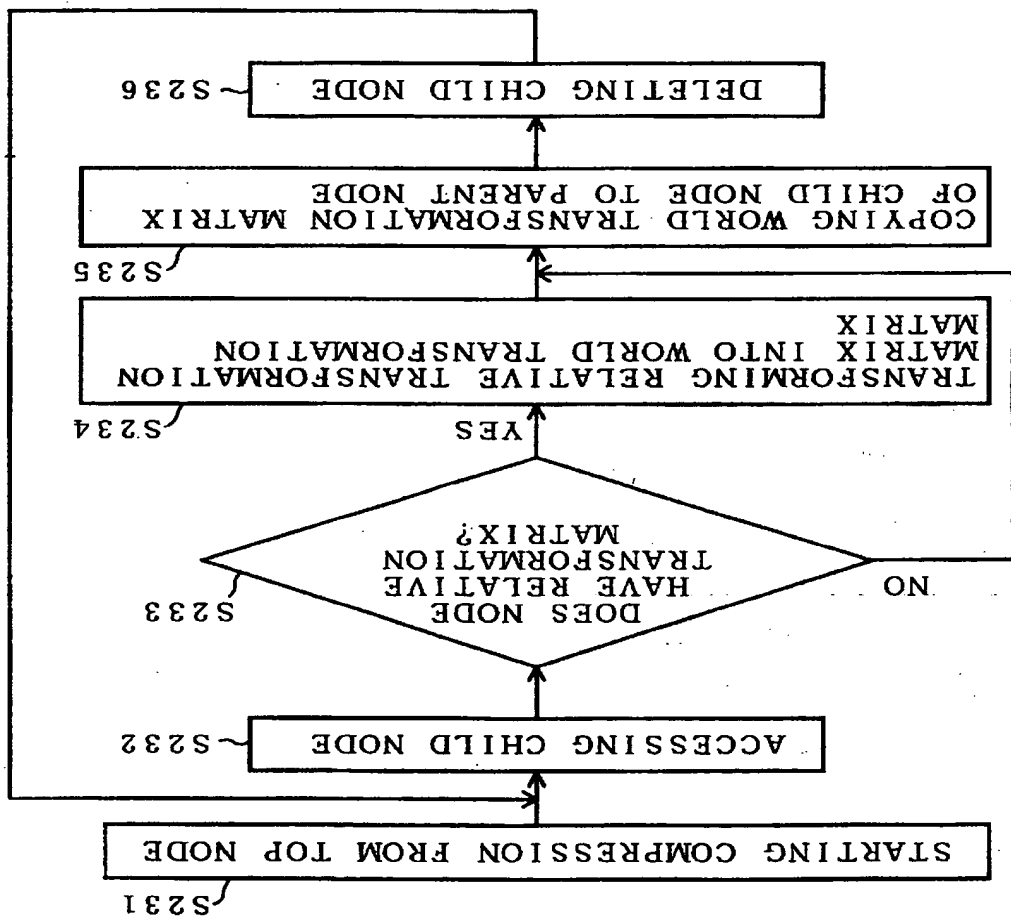 S231
STARTING COMPRESSION FROM TOP NODE
ACCESSING CHILD NODE
S232
DOES NODE
HAVE RELATIVE
TRANSFORMATION
MATRIX?
S233
NO
YES
S234
TRANSFORMING RELATIVE TRANSFORMATION
MATRIX INTO WORLD TRANSFORMATION
MATRIX
S235
COPYING WORLD TRANSFORMATION MATRIX
OF CHILD NODE TO PARENT NODE
DELETING CHILD NODE
S236